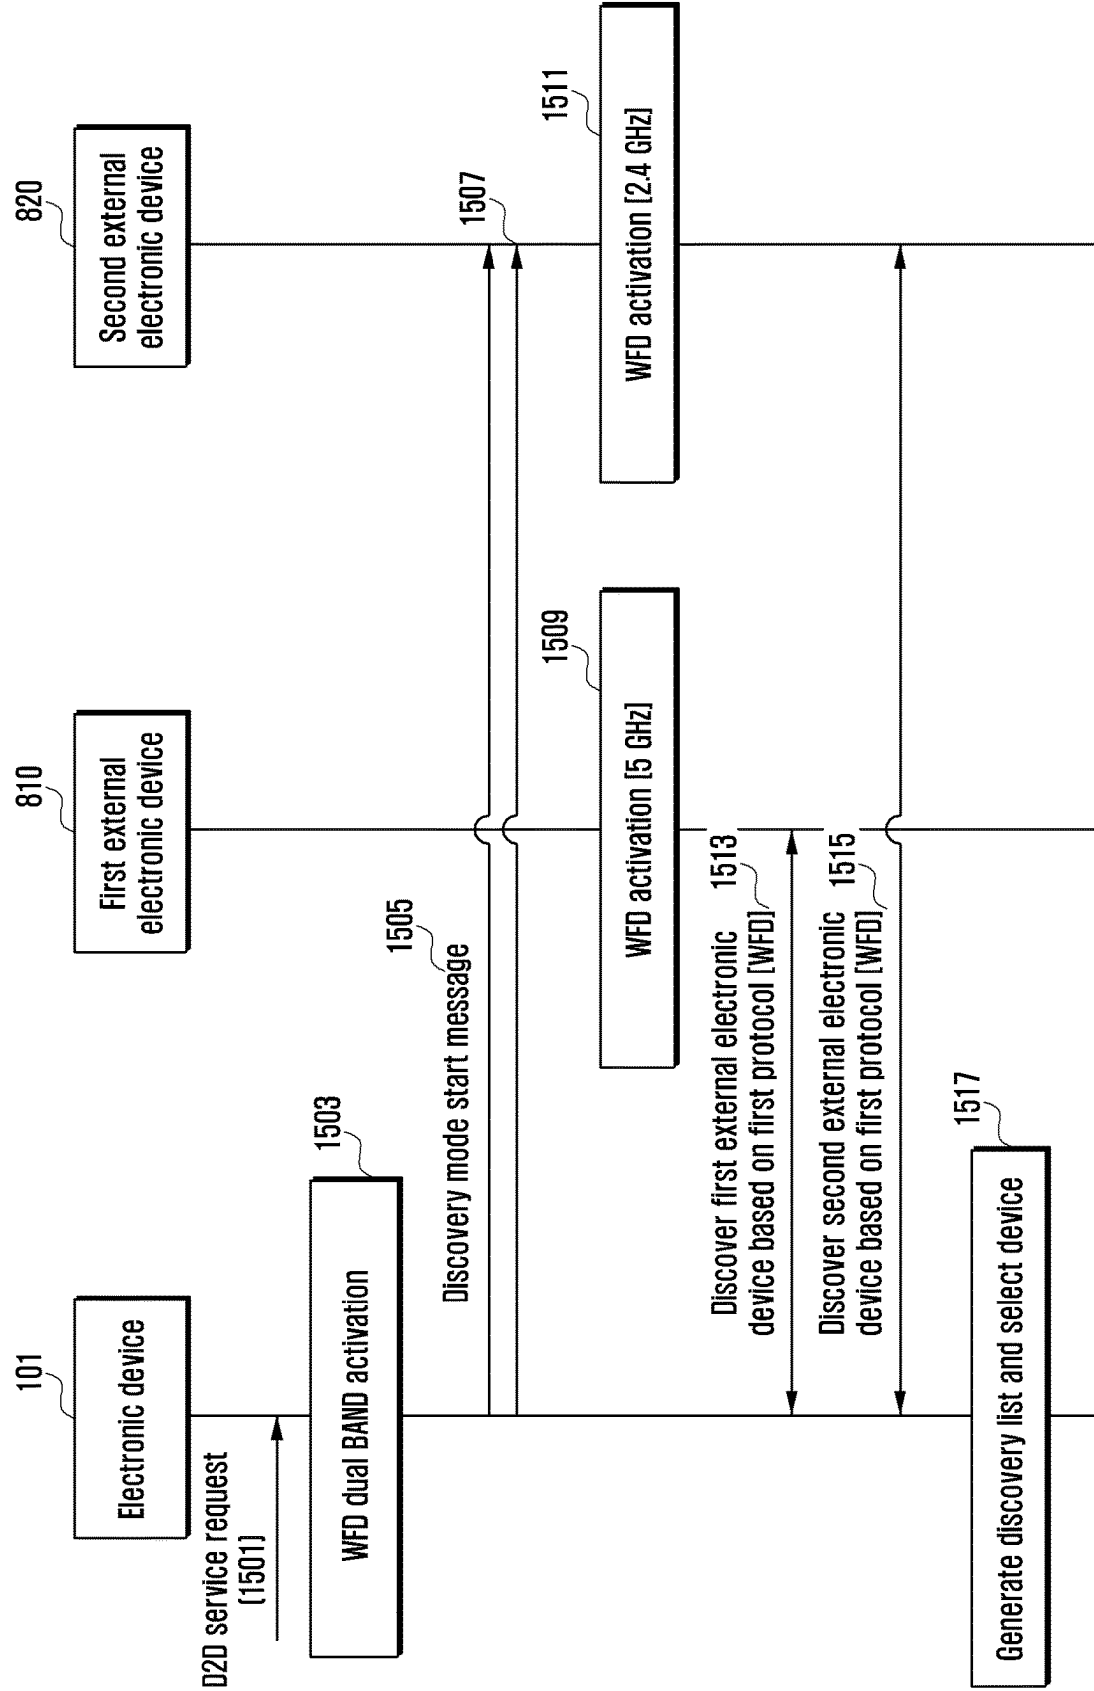 101
Electronic device
810
First external
electronic device
820
Second external
electronic device
D2D service request
(1501)
1503
WFD dual BAND activation
1505
Discovery mode start message
1507
1509
WFD activation [5 GHz]
1511
WFD activation [2.4 GHz]
Discover first external electronic
device based on first protocol [WFD]
1513
Discover second external electronic
device based on first protocol [WFD]
1515
1517
Generate discovery list and select device